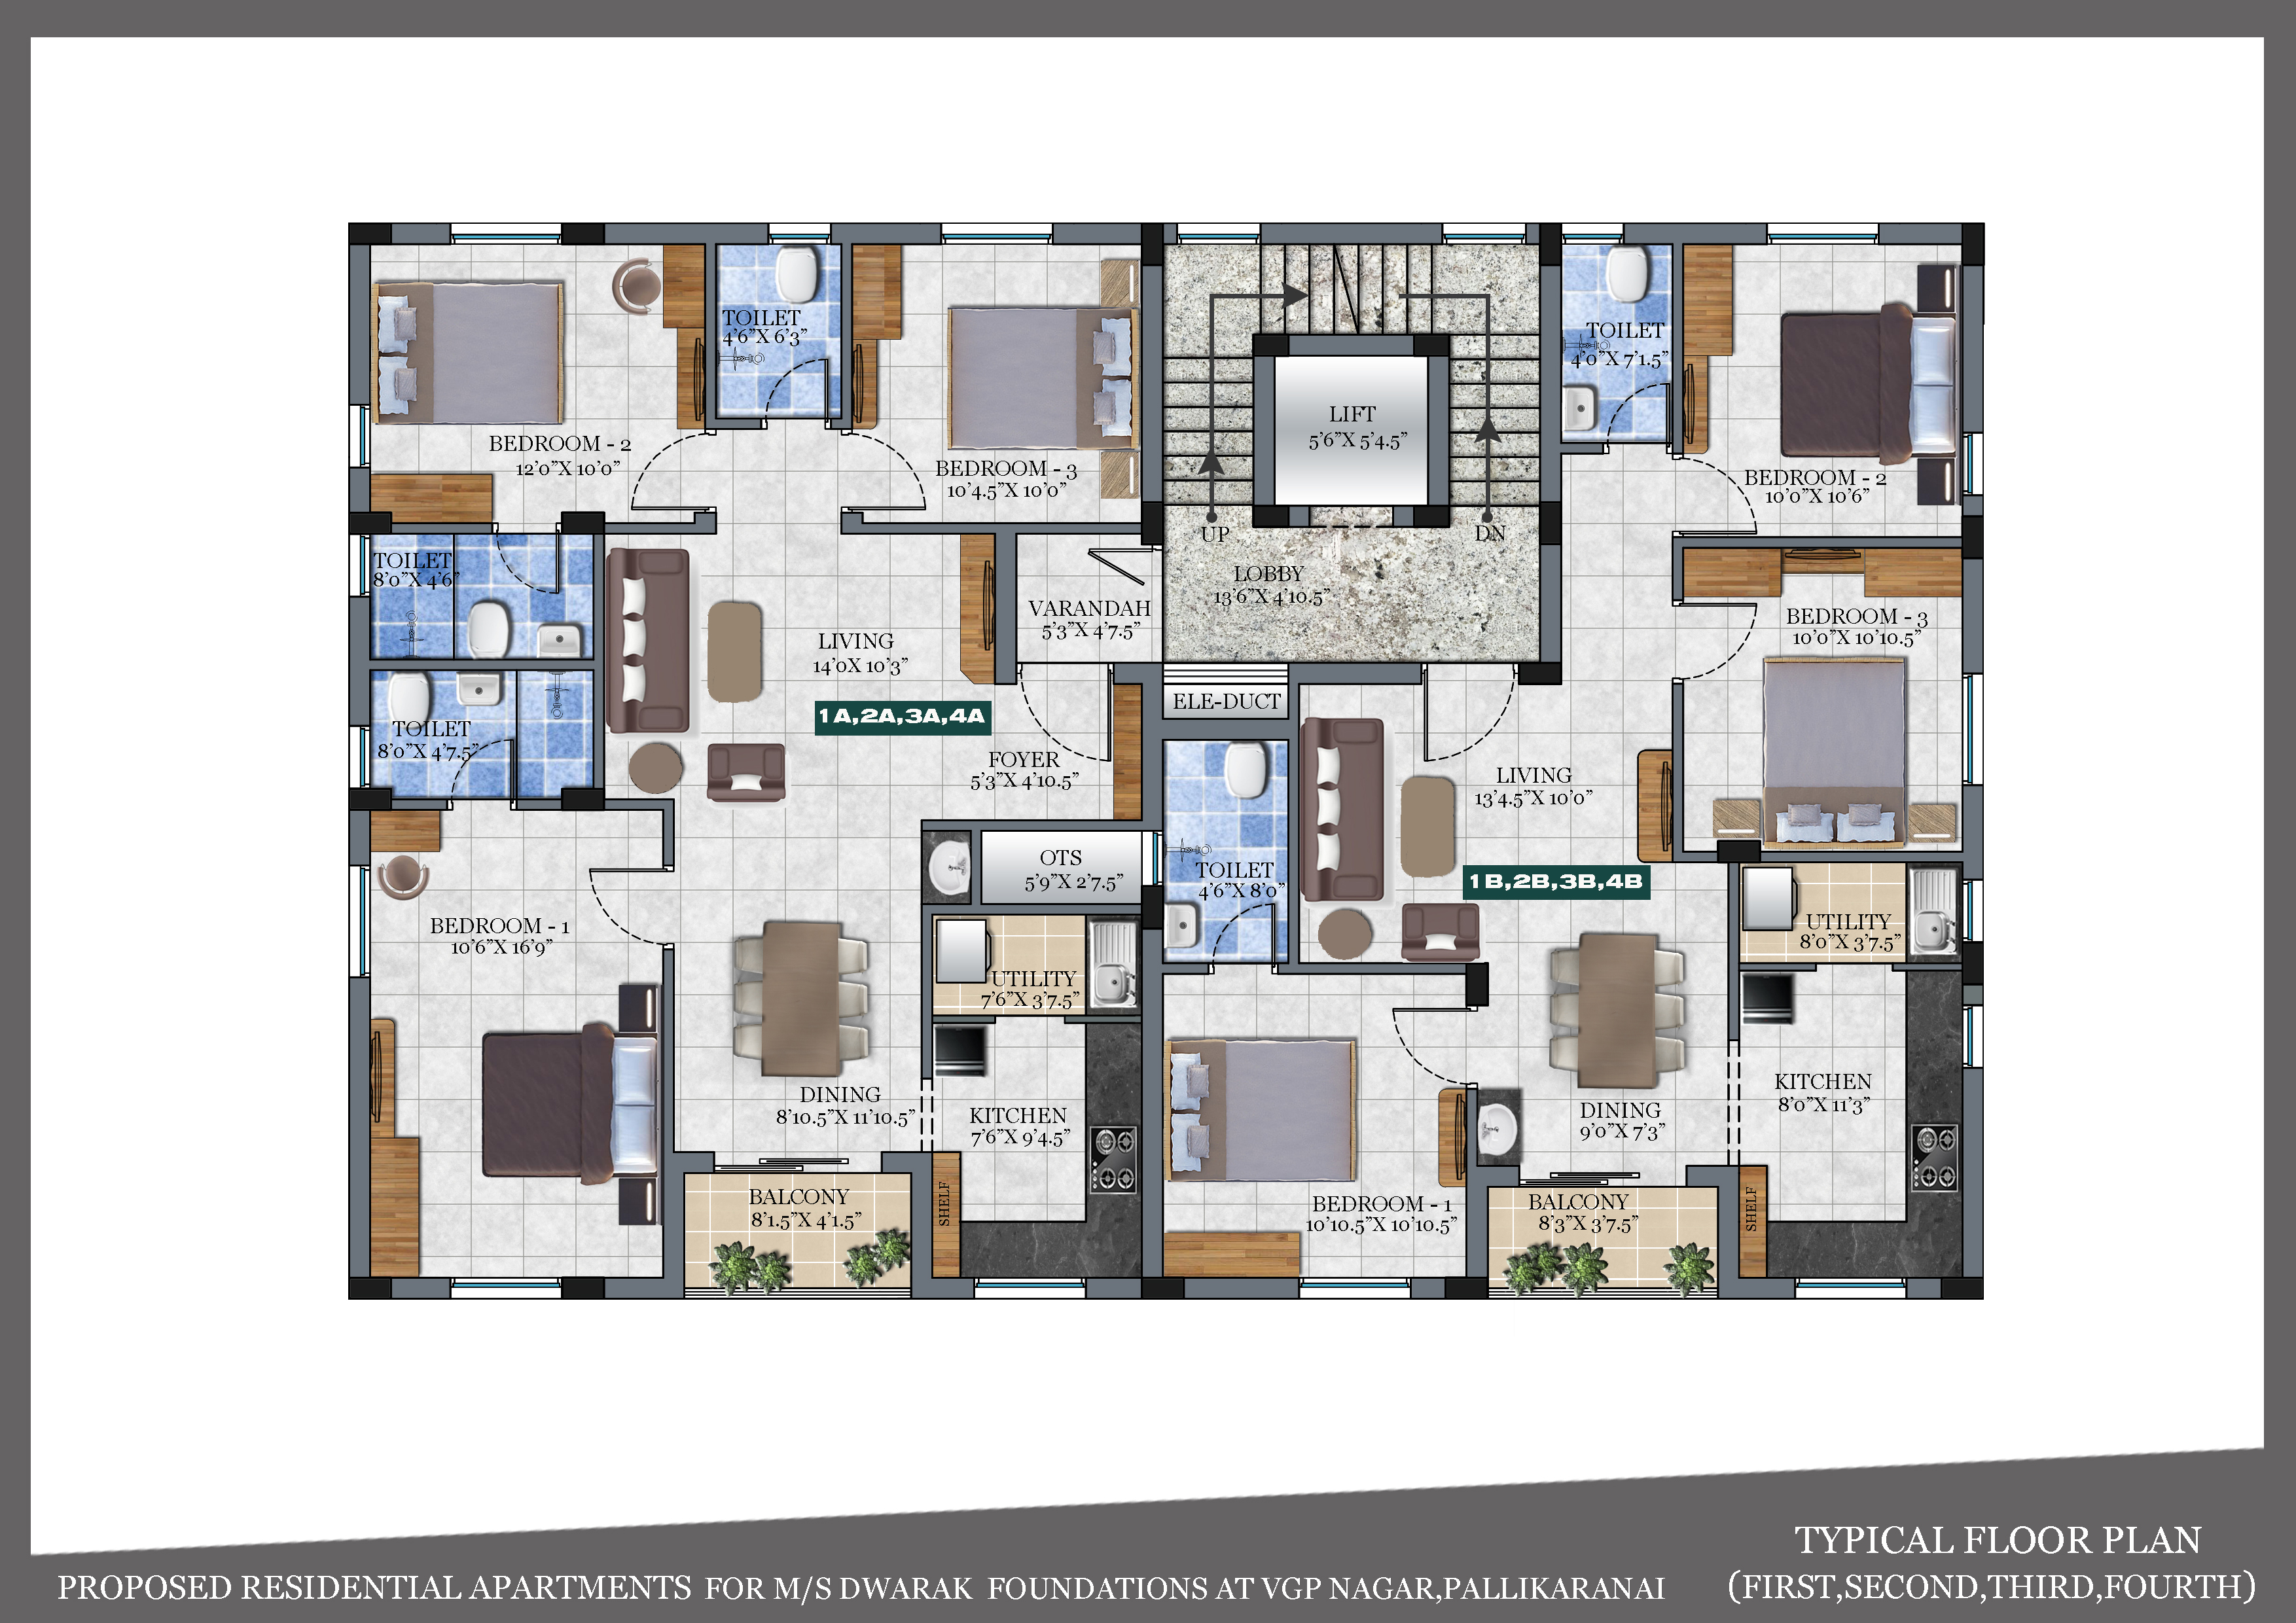 TOILET
4'6"X 6'3"
TOILET
4'0"X 7'1.5"
LIFT
5'6"X 5'4.5"
BEDROOM - 2
12'0"X 10'0"
BEDROOM - 3
10'4.5"X 10'0"
BEDROOM - 2
10'0"X 10'6"
UP
DN
TOILET
8'0"X 4'6"
LOBBY
13'6"X 4'10.5"
VARANDAH
5'3"X 4'7.5"
BEDROOM - 3
10'0"X 10'10.5"
LIVING
14'0X 10'3"
ELE-DUCT
1A,2A,3A,4A
TOILET
8'0"X 4'7.5"
FOYER
5'3"X 4'10.5"
LIVING
13'4.5"X 10'0"
OTS
5'9"X 2'7.5"
TOILET
4'6"X 8'0"
1B,2B,3B,4B
BEDROOM - 1
10'6"X 16'9"
UTILITY
8'0"X 3'7.5"
UTILITY
7'6"X 3'7.5"
DINING
8'10.5"X 11'10.5"
KITCHEN
7'6"X 9'4.5"
DINING
9'0"X 7'3"
KITCHEN
8'0"X 11'3"
BALCONY
8'1.5"X 4'1.5"
SHELF
BEDROOM - 1
10'10.5"X 10'10.5"
BALCONY
8'3"X 3'7.5"
SHELF
TYPICAL FLOOR PLAN
(FIRST,SECOND,THIRD,FOURTH)
PROPOSED RESIDENTIAL APARTMENTS FOR M/S DWARAK FOUNDATIONS AT VGP NAGAR,PALLIKARANAI